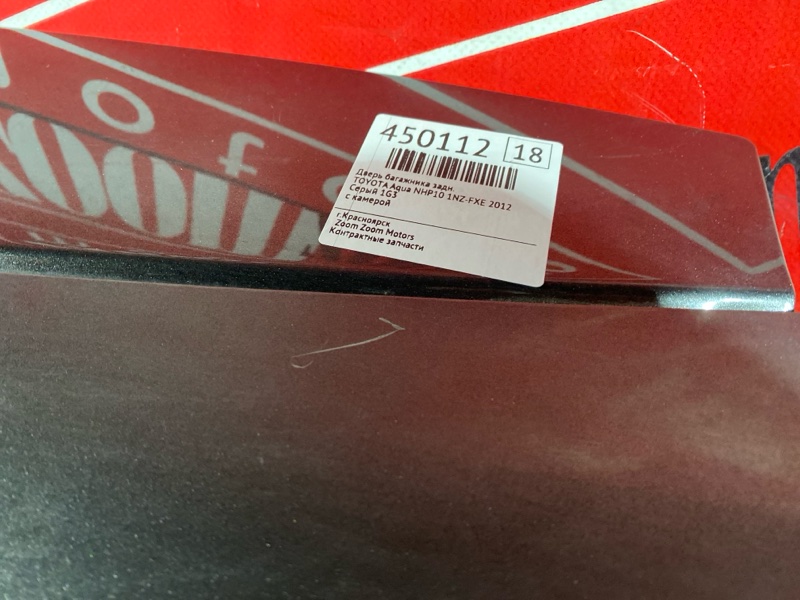 450112 18
Дверь багажника задн.
TOYOTA Aqua NHP10 1NZ-FXE 2012
Серый 1G3
с камерой
г.Красноярск
Zoom Zoom Motors
Контрактные запчасти